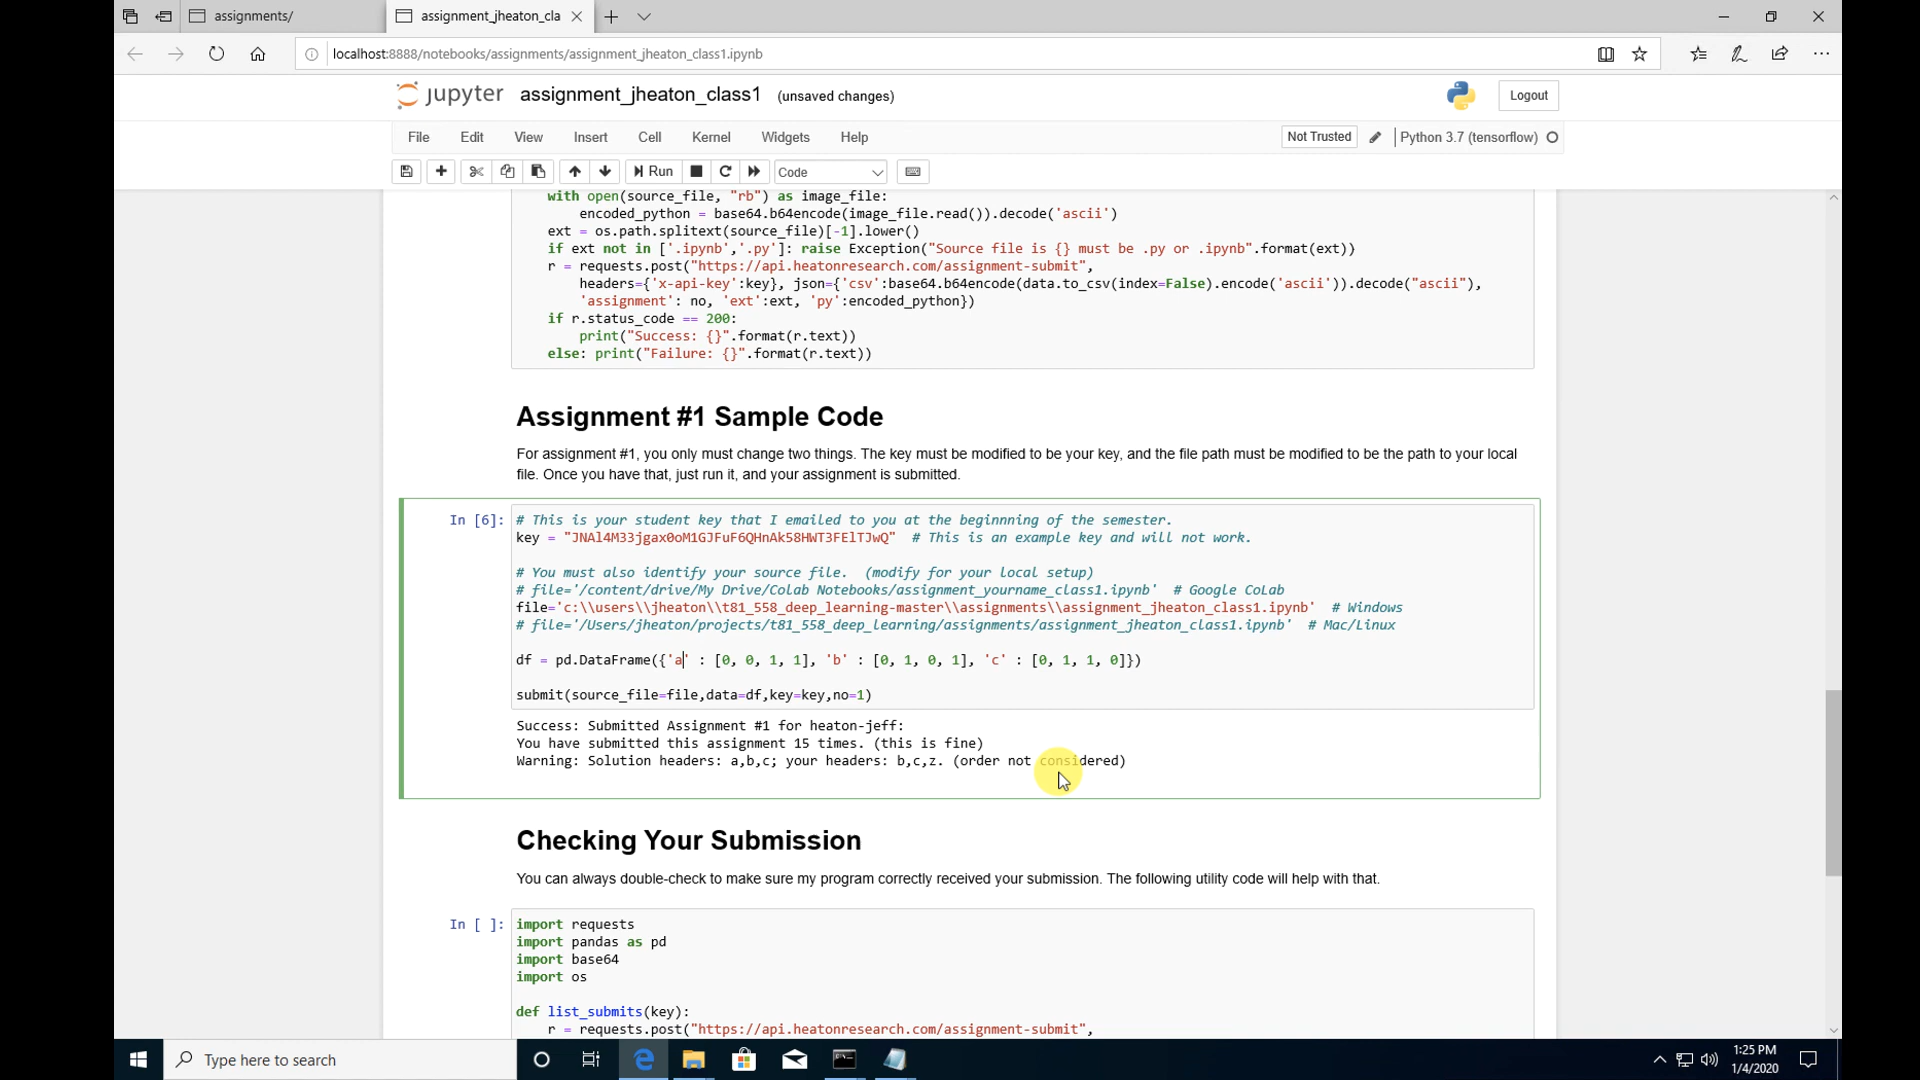 assignments/
assignment_jheaton_cla
localhost:8888/notebooks/assignments/assignment_jheaton_class1.ipynb
jupyter assignment_jheaton_class1 (unsaved changes)
Logout
File Edit View Insert Cell Kernel Widgets Help
Not Trusted Python 3.7 (tensorflow)
Run Code
with open(source_file, "rb") as image_file:
encoded_python = base64.b64encode(image_file.read()).decode('ascii')
ext = os.path.splitext(source_file)[-1].lower()
if ext not in ['.ipynb','.py']: raise Exception("Source file is {} must be .py or .ipynb".format(ext))
r = requests.post("https://api.heatonresearch.com/assignment-submit",
headers={'x-api-key':key}, json={'csv':base64.b64encode(data.to_csv(index=False).encode('ascii')).decode("ascii"),
'assignment': no, 'ext':ext, 'py':encoded_python})
if r.status_code == 200:
print("Success: {}".format(r.text))
else: print("Failure: {}".format(r.text))
Assignment #1 Sample Code
For assignment #1, you only must change two things. The key must be modified to be your key, and the file path must be modified to be the path to your local
file. Once you have that, just run it, and your assignment is submitted.
In [6]:
# This is your student key that I emailed to you at the beginnning of the semester.
key = "JNAl4M33jgax0oM1GJFuF6QHnAk58HWT3FElTJwQ" # This is an example key and will not work.
# You must also identify your source file. (modify for your local setup)
# file='/content/drive/My Drive/Colab Notebooks/assignment_yourname_class1.ipynb' # Google CoLab
file='c:\\users\\jheaton\\t81_558_deep_learning-master\\assignments\\assignment_jheaton_class1.ipynb' # Windows
# file='/Users/jheaton/projects/t81_558_deep_learning/assignments/assignment_jheaton_class1.ipynb' # Mac/Linux
df = pd.DataFrame({'a' : [0, 0, 1, 1], 'b' : [0, 1, 0, 1], 'c' : [0, 1, 1, 0]})
submit(source_file=file,data=df,key=key,no=1)
Success: Submitted Assignment #1 for heaton-jeff:
You have submitted this assignment 15 times. (this is fine)
Warning: Solution headers: a,b,c; your headers: b,c,z. (order not considered)
Checking Your Submission
You can always double-check to make sure my program correctly received your submission. The following utility code will help with that.
In [ ]:
import requests
import pandas as pd
import base64
import os
def list_submits(key):
r = requests.post("https://api.heatonresearch.com/assignment-submit",
Type here to search
1:25 PM
1/4/2020